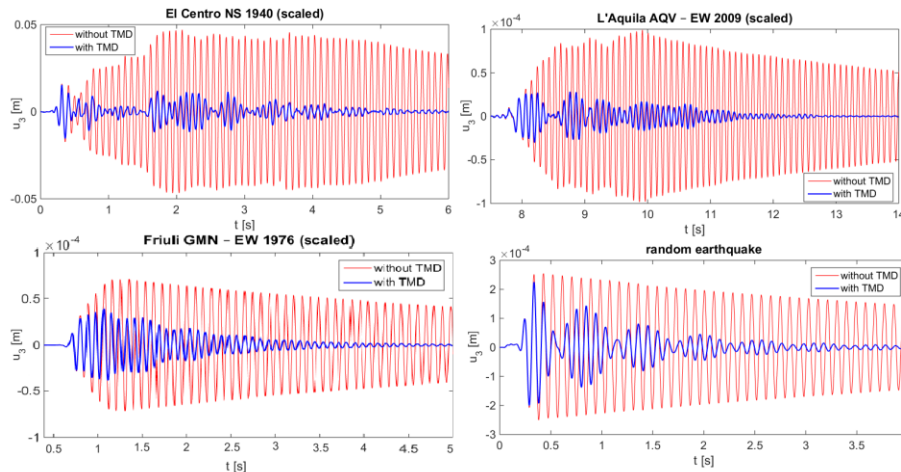 El Centro NS 1940 (scaled)
0.05
without TMD
with TMD
u3 [m]
0
-0.05
0 1 2 3 4 5 6
t [s]
L'Aquila AQV – EW 2009 (scaled)
×10-4
1
0.5
u3 [m]
0
-0.5
-1
without TMD
with TMD
8 9 10 11 12 13 14
t [s]
Friuli GMN – EW 1976 (scaled)
×10-4
1
without TMD
with TMD
0.5
u3 [m]
0
-0.5
-1
0.5 1 1.5 2 2.5 3 3.5 4 4.5 5
t [s]
random earthquake
×10-4
3
without TMD
with TMD
2
1
u3 [m]
0
-1
-2
-3
0 0.5 1 1.5 2 2.5 3 3.5
t [s]